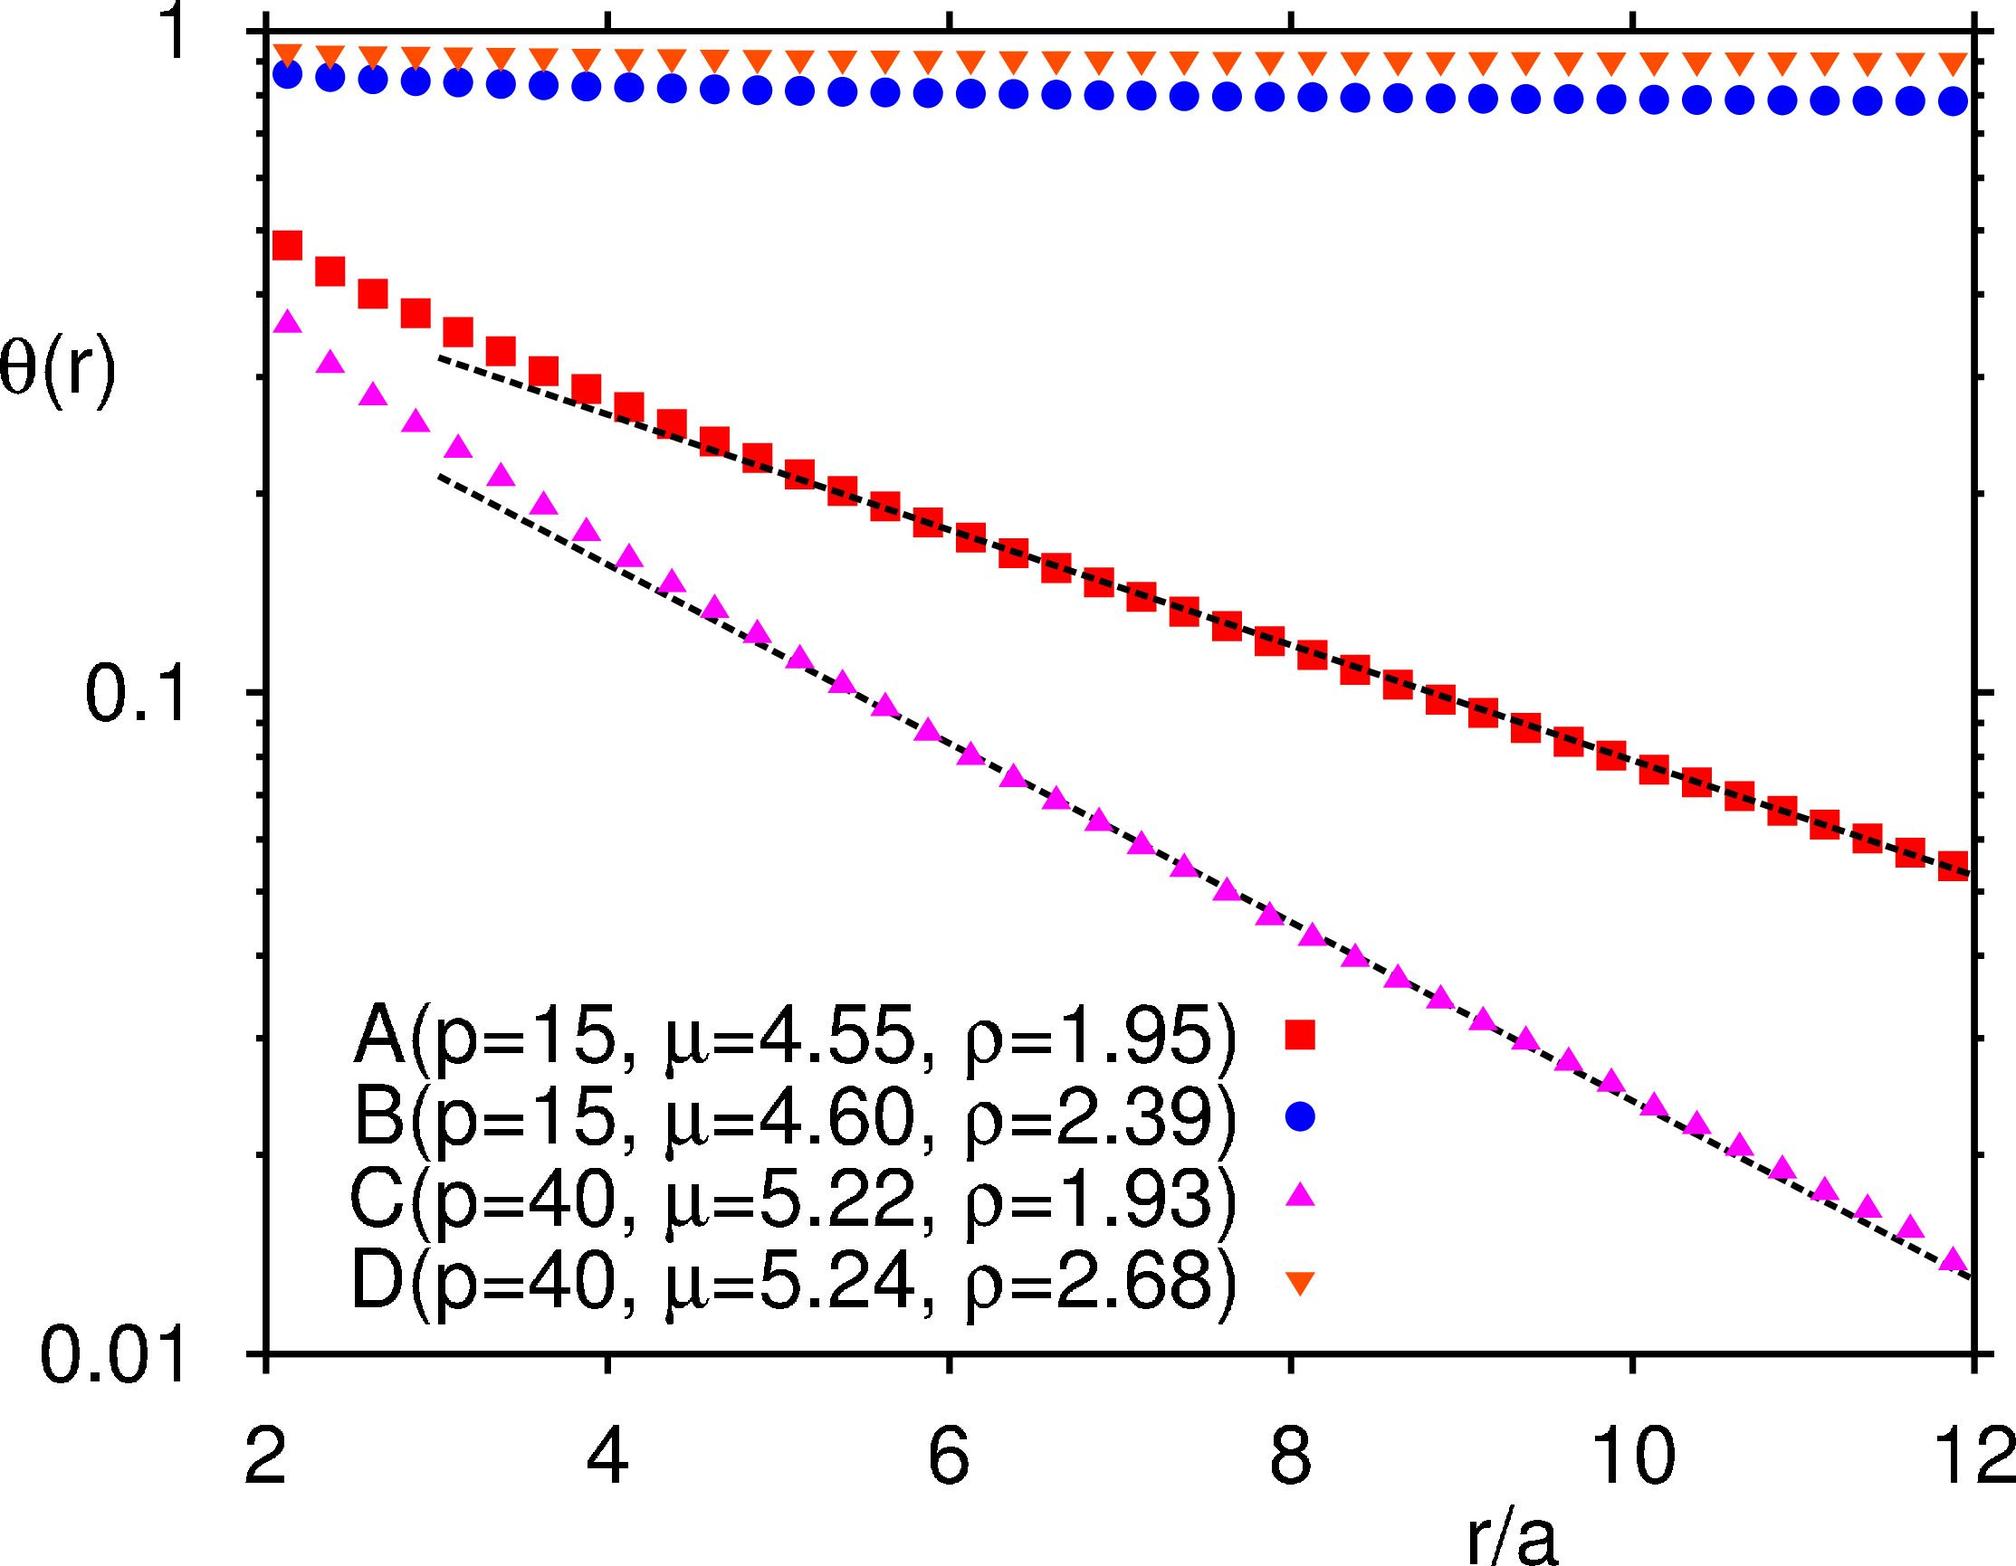 1
θ(r)
0.1
A(p=15, μ=4.55, ρ=1.95)
B(p=15, μ=4.60, ρ=2.39)
C(p=40, μ=5.22, ρ=1.93)
D(p=40, μ=5.24, ρ=2.68)
0.01
2 4 6 8 10 12
r/a